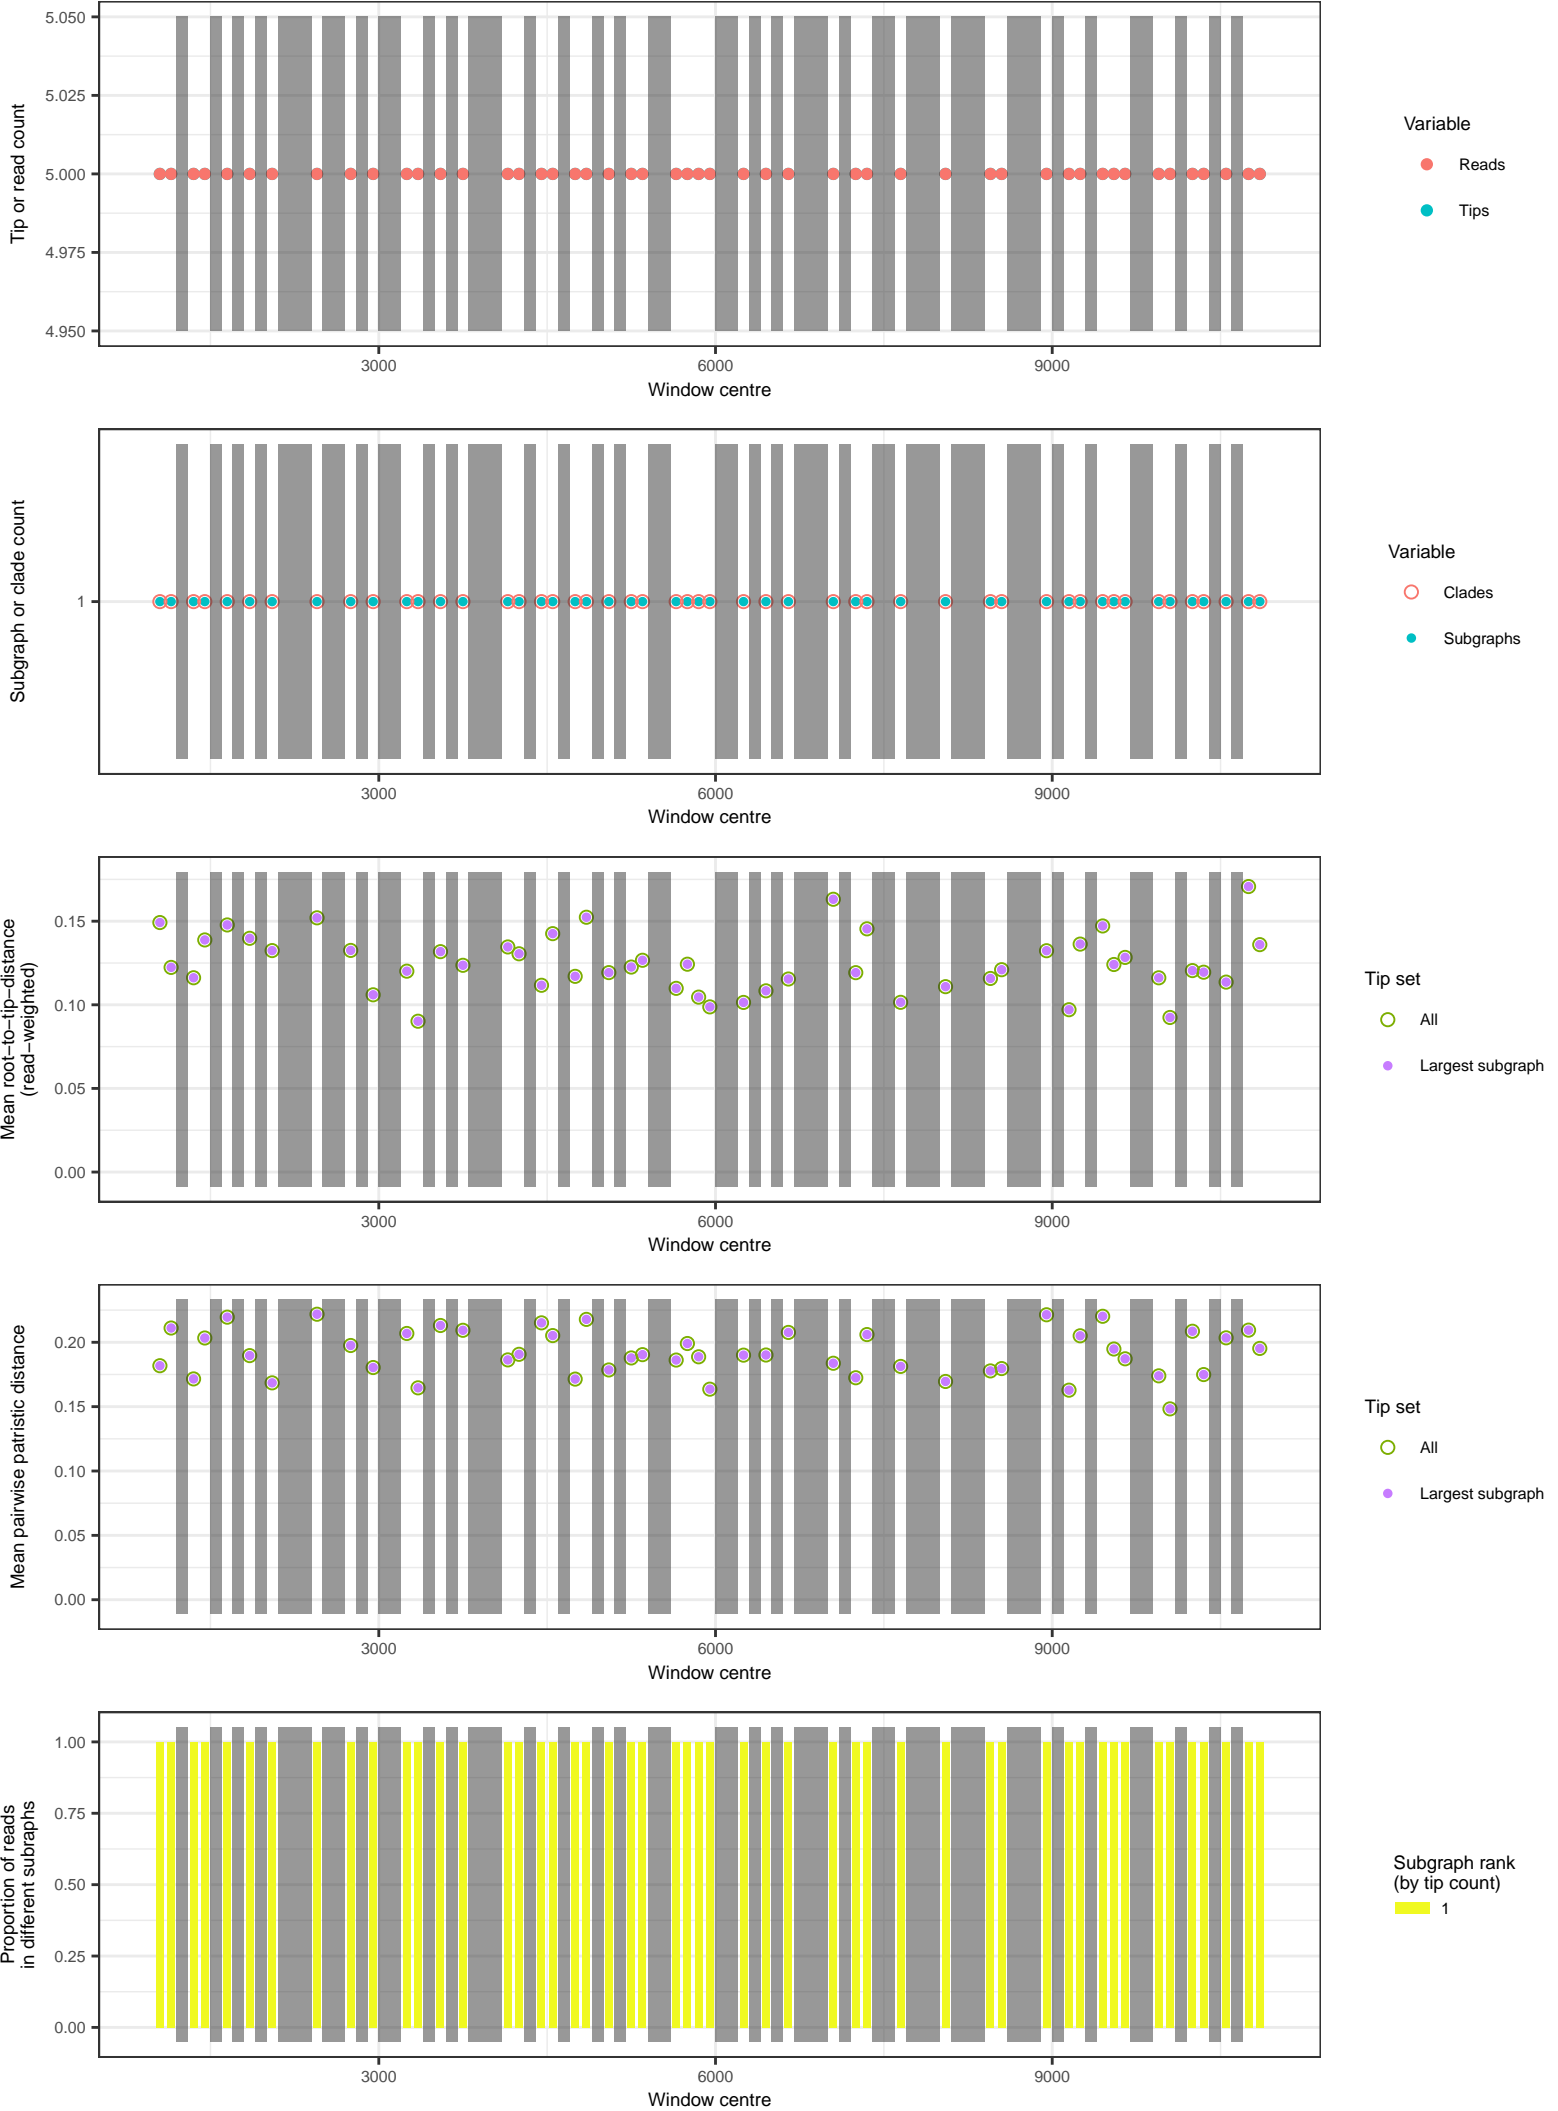 5.050
5.025
5.000
4.975
4.950
Tip or read count
3000 6000 9000
Window centre
Variable
Reads
Tips
Subgraph or clade count
1
3000 6000 9000
Window centre
Variable
Clades
Subgraphs
Mean root−to−tip−distance
(read−weighted)
0.15
0.10
0.05
0.00
3000 6000 9000
Window centre
Tip set
All
Largest subgraph
Mean pairwise patristic distance
0.20
0.15
0.10
0.05
0.00
3000 6000 9000
Window centre
Tip set
All
Largest subgraph
Proportion of reads
in different subraphs
1.00
0.75
0.50
0.25
0.00
3000 6000 9000
Window centre
Subgraph rank
(by tip count)
1